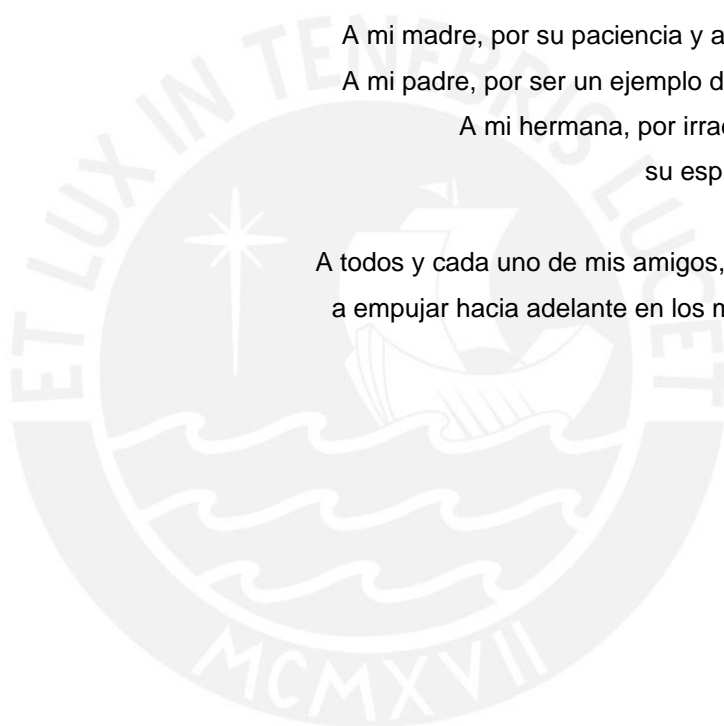 A mi madre, por su paciencia y
A mi padre, por ser un ejemplo
A mi hermana, por
su
A todos y cada uno de mis amigos,
a empujar hacia adelante en los
ET LUX IN TENEBRIS LUCET
MCMXVII